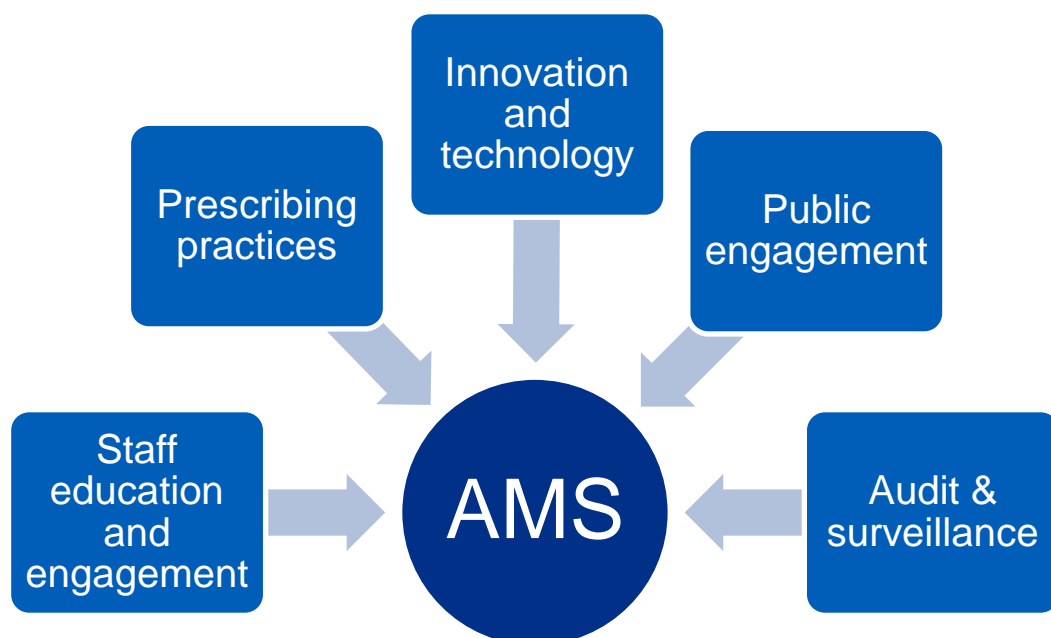 Innovation
and
technology
Prescribing
practices
Public
engagement
Staff
education
and
engagement
AMS
Audit &
surveillance